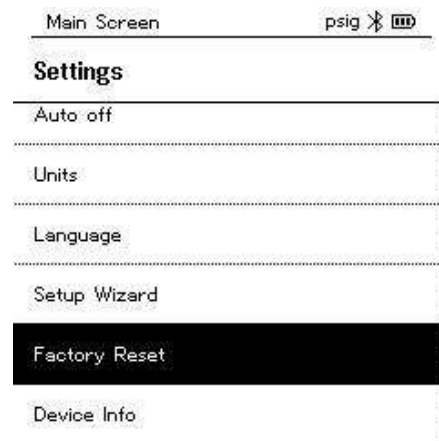 Main Screen psig
Settings
Auto off
Units
Language
Setup Wizard
Factory Reset
Device Info